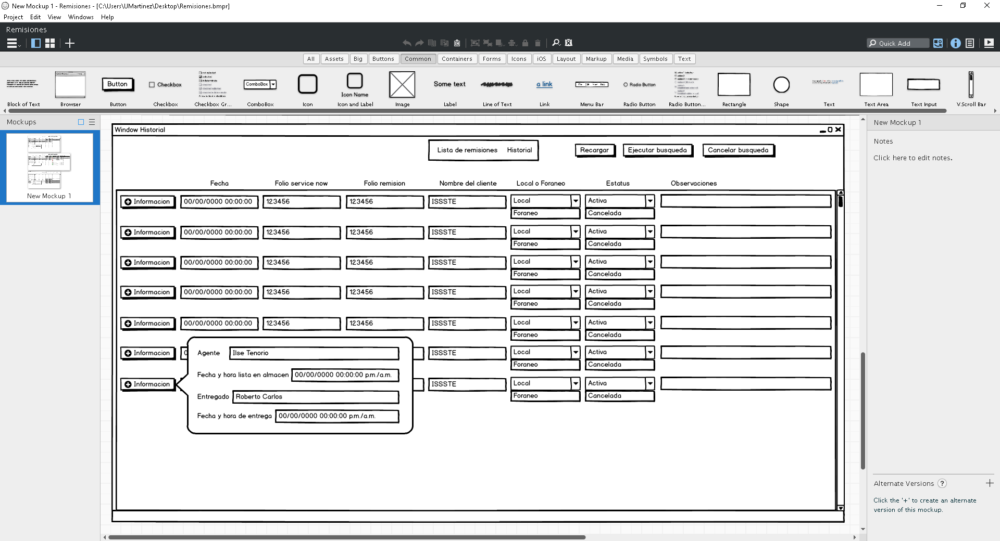 New Mockup 1 - Remisiones - [C:\Users\UMartinez\Desktop\Remisiones.bmpr]
Project Edit View Windows Help
Remisiones
Quick Add
All Assets Big Buttons Common Containers Forms Icons iOS Layout Markup Media Symbols Text
Button
Checkbox
ComboBox
Icon Name
Some text
a link
File Edit View Help
Radio Button
Block of Text Browser Button Checkbox Checkbox Gr... ComboBox Icon Icon and Label Image Label Line of Text Link Menu Bar Radio Button Radio Button... Rectangle Shape Text Text Area Text Input V.Scroll Bar
Mockups
New Mockup 1
Window Historial
Lista de remisiones Historial
Recargar Ejecutar busqueda Cancelar busqueda
Fecha Folio service now Folio remision Nombre del cliente Local o Foraneo Estatus Observaciones
Informacion 00/00/0000 00:00:00 123456 123456 ISSSTE Local Activa
Foraneo Cancelada
Informacion 00/00/0000 00:00:00 123456 123456 ISSSTE Local Activa
Foraneo Cancelada
Informacion 00/00/0000 00:00:00 123456 123456 ISSSTE Local Activa
Foraneo Cancelada
Informacion 00/00/0000 00:00:00 123456 123456 ISSSTE Local Activa
Foraneo Cancelada
Informacion 00/00/0000 00:00:00 123456 123456 ISSSTE Local Activa
Foraneo Cancelada
Informacion 0 ISSSTE Local Activa
Foraneo Cancelada
Informacion ISSSTE Local Activa
Foraneo Cancelada
Agente Ilse Tenorio
Fecha y hora lista en almacen 00/00/0000 00:00:00 p.m./a.m.
Entregado Roberto Carlos
Fecha y hora de entrega 00/00/0000 00:00:00 p.m./a.m.
New Mockup 1
Notes
Click here to edit notes.
Alternate Versions ?
Click the '+' to create an alternate
version of this mockup.